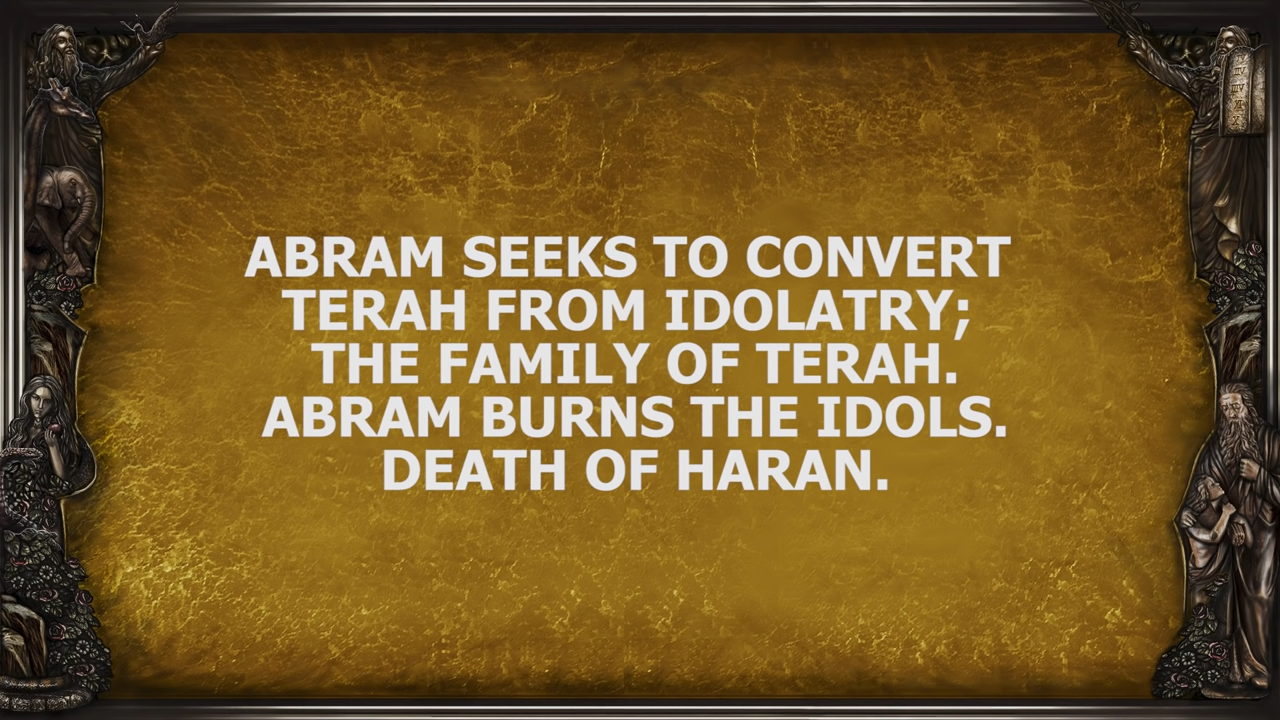 ABRAM SEEKS TO CONVERT
TERAH FROM IDOLATRY;
THE FAMILY OF TERAH.
ABRAM BURNS THE IDOLS.
DEATH OF HARAN.